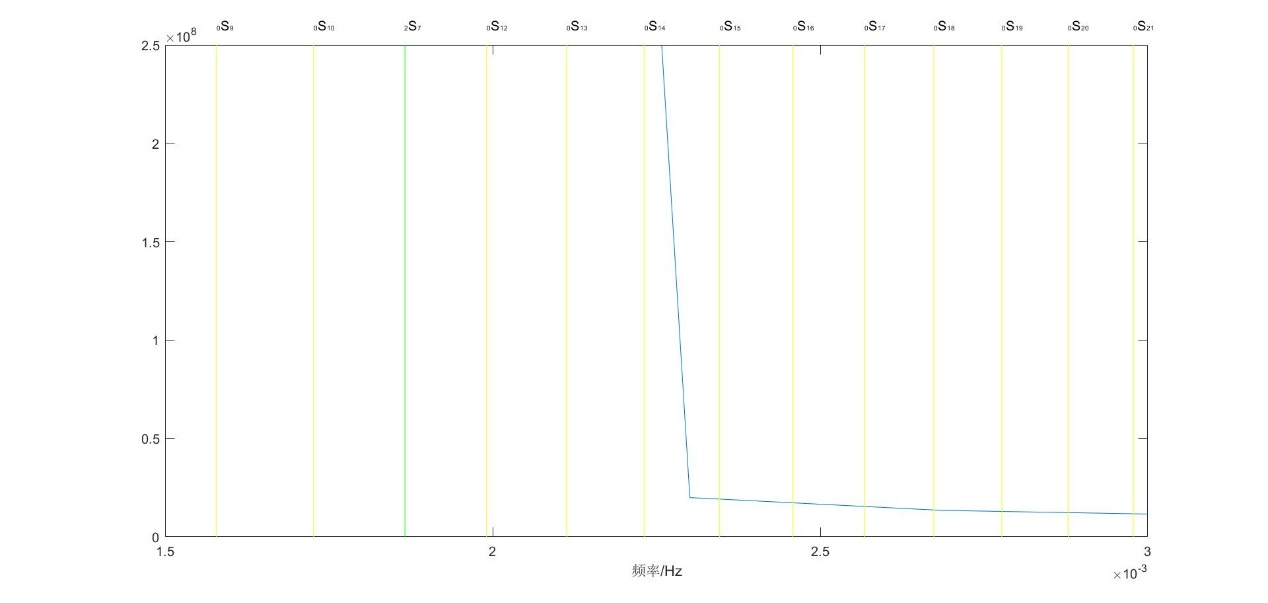 ₀S₉ ₀S₁₀ ₂S₇ ₀S₁₂ ₀S₁₃ ₀S₁₄ ₀S₁₅ ₀S₁₆ ₀S₁₇ ₀S₁₈ ₀S₁₉ ₀S₂₀ ₀S₂₁
×10⁸
2.5
2
1.5
1
0.5
0
1.5 2 2.5 3
频率/Hz
×10⁻³